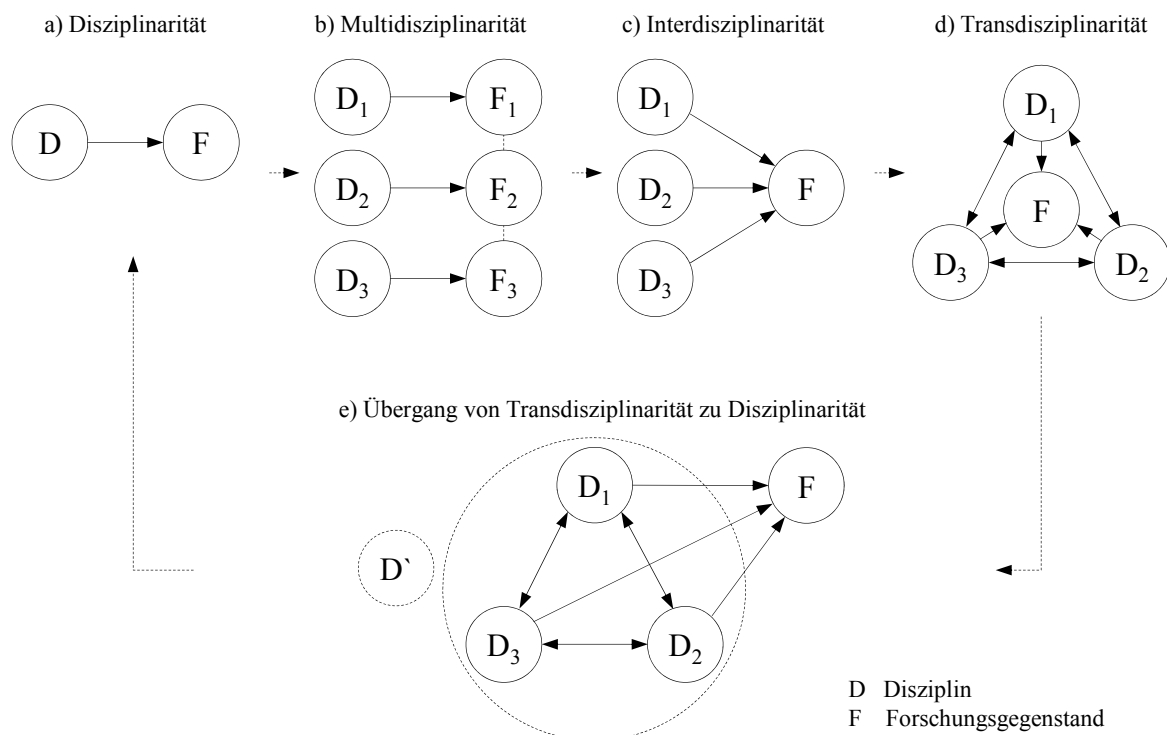 a) Disziplinarität
b) Multidisziplinarität
c) Interdisziplinarität
d) Transdisziplinarität
D
F
D1
F1
D2
F2
D3
F3
D1
D2
D3
F
D1
F
D3
D2
e) Übergang von Transdisziplinarität zu Disziplinarität
D1
F
D`
D3
D2
D Disziplin
F Forschungsgegenstand